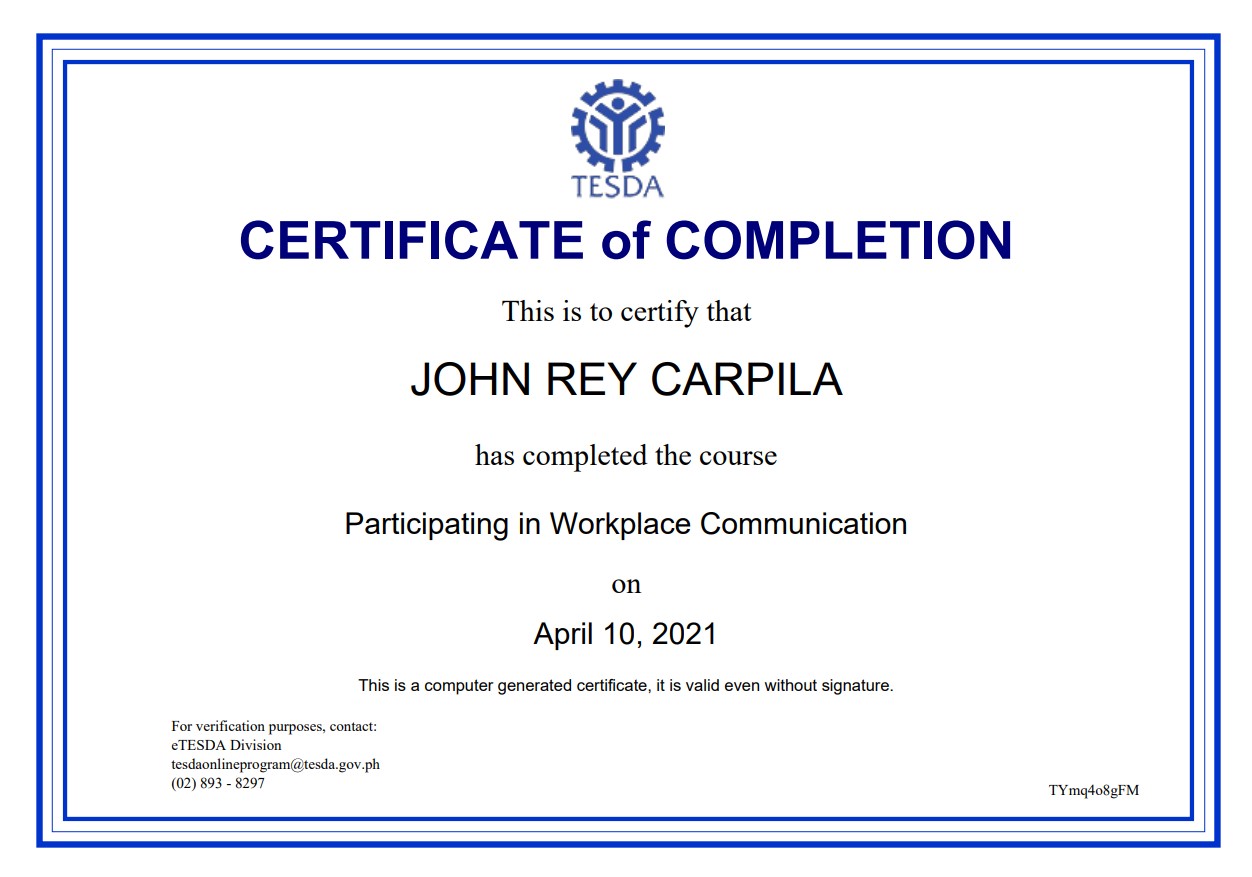 TESDA
CERTIFICATE of COMPLETION
This is to certify that
JOHN REY CARPILA
has completed the course
Participating in Workplace Communication
on
April 10, 2021
This is a computer generated certificate, it is valid even without signature.
For verification purposes, contact:
eTESDA Division
tesdaonlineprogram@tesda.gov.ph
(02) 893 - 8297
TYmq4o8gFM